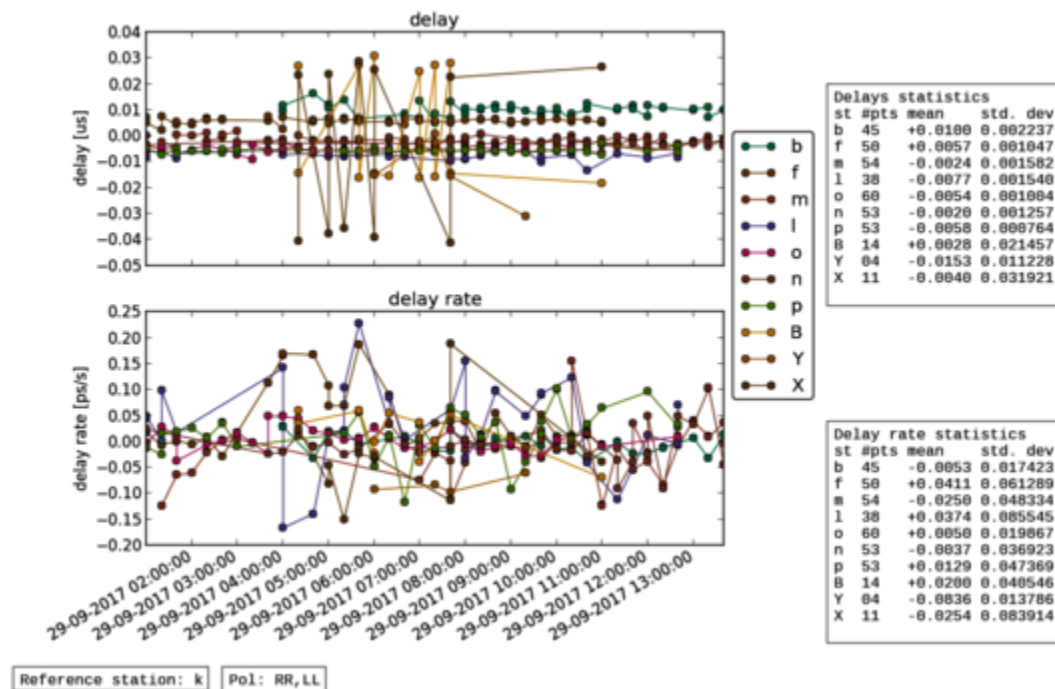 delay
delay [us]
0.04
0.03
0.02
0.01
0.00
−0.01
−0.02
−0.03
−0.04
−0.05
delay rate
delay rate [ps/s]
0.25
0.20
0.15
0.10
0.05
0.00
−0.05
−0.10
−0.15
−0.20
29-09-2017 02:00:00
29-09-2017 03:00:00
29-09-2017 04:00:00
29-09-2017 05:00:00
29-09-2017 06:00:00
29-09-2017 07:00:00
29-09-2017 08:00:00
29-09-2017 09:00:00
29-09-2017 10:00:00
29-09-2017 11:00:00
29-09-2017 12:00:00
29-09-2017 13:00:00
b
f
m
l
o
n
p
B
Y
X
Delays statistics
st #pts mean std. dev
b 45 +0.0100 0.002237
f 50 +0.0057 0.001047
m 54 -0.0024 0.001582
l 38 -0.0077 0.001540
o 60 -0.0054 0.001004
n 53 -0.0020 0.001257
p 53 -0.0058 0.000764
B 14 +0.0028 0.021457
Y 04 -0.0153 0.011228
X 11 -0.0040 0.031921
Delay rate statistics
st #pts mean std. dev
b 45 -0.0053 0.017423
f 50 +0.0411 0.061289
m 54 -0.0250 0.048334
l 38 +0.0374 0.085545
o 60 +0.0050 0.019867
n 53 -0.0037 0.036923
p 53 +0.0129 0.047369
B 14 +0.0200 0.040546
Y 04 -0.0836 0.013786
X 11 -0.0254 0.083914
Reference station: k
Pol: RR,LL